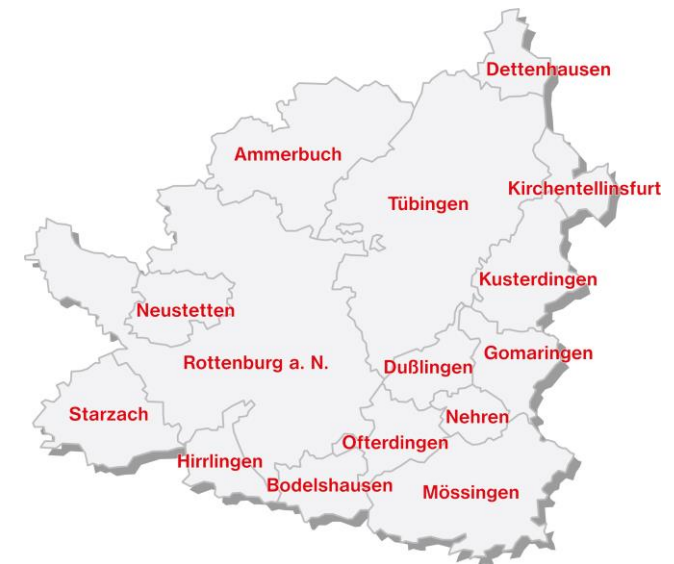 Dettenhausen
Ammerbuch
Kirchentellinsfurt
Tübingen
Kusterdingen
Neustetten
Gomaringen
Rottenburg a. N.
Dußlingen
Starzach
Nehren
Ofterdingen
Hirrlingen
Bodelshausen
Mössingen